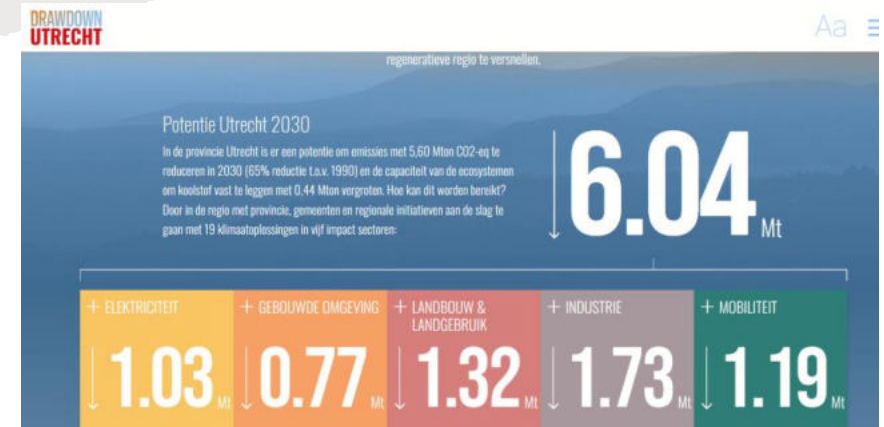 DRAWDOWN
UTRECHT
Aa
regeneratieve regio te versnellen.
Potentie Utrecht 2030
In de provincie Utrecht is er een potentie om emissies met 5,60 Mton CO2-eq te
reduceren in 2030 (65% reductie t.o.v. 1990) en de capaciteit van de ecosystemen
om koolstof vast te leggen met 0,44 Mton vergroten. Hoe kan dit worden bereikt?
Door in de regio met provincie, gemeenten en regionale initiatieven aan de slag te
gaan met 19 klimaatoplossingen in vijf impact sectoren:
6.04 Mt
+ ELEKTRICITEIT
1.03 Mt
+ GEBOUWDE OMGEVING
0.77 Mt
+ LANDBOUW &
LANDGEBRUIK
1.32 Mt
+ INDUSTRIE
1.73 Mt
+ MOBILITEIT
1.19 Mt